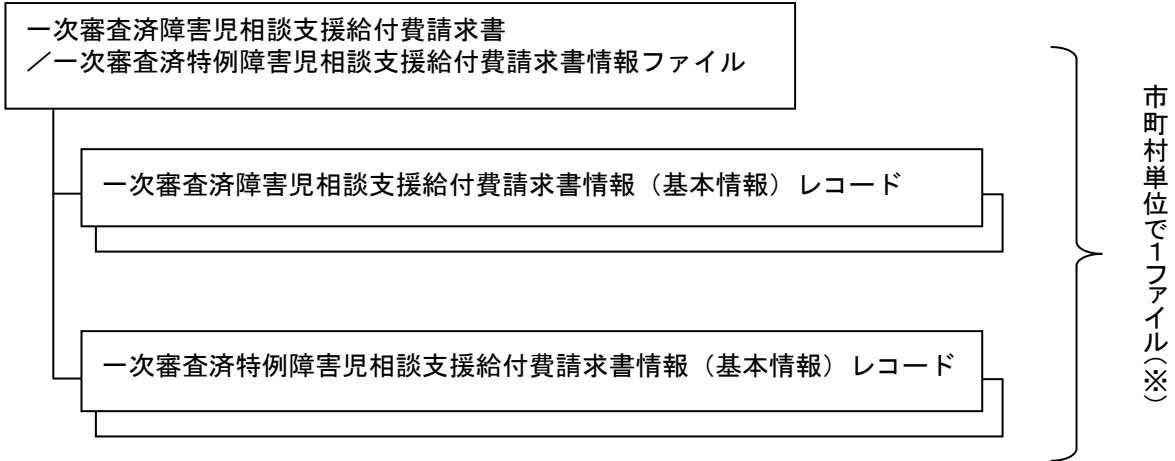 一次審査済障害児相談支援給付費請求書
／一次審査済特例障害児相談支援給付費請求書情報ファイル
一次審査済障害児相談支援給付費請求書情報（基本情報）レコード
一次審査済特例障害児相談支援給付費請求書情報（基本情報）レコード
市町村単位で1ファイル（※）